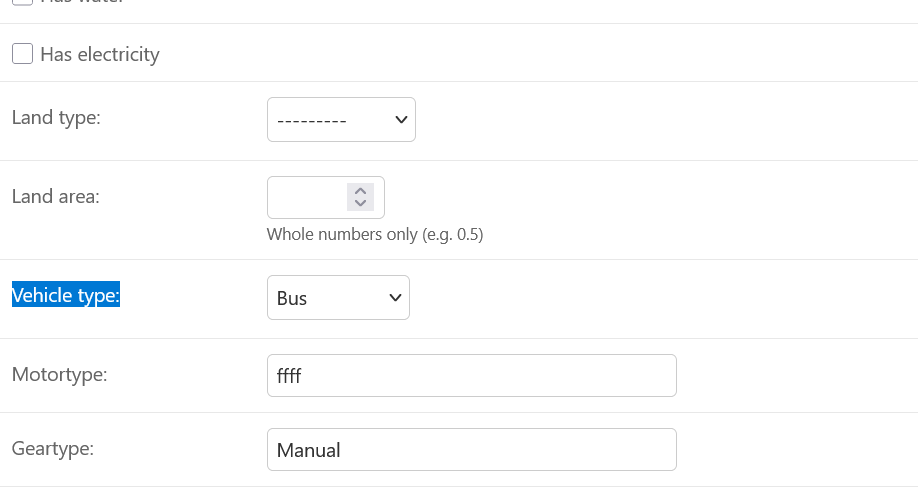 Has water
Has electricity
Land type:
---------
Land area:
Whole numbers only (e.g. 0.5)
Vehicle type:
Bus
Motortype:
ffff
Geartype:
Manual